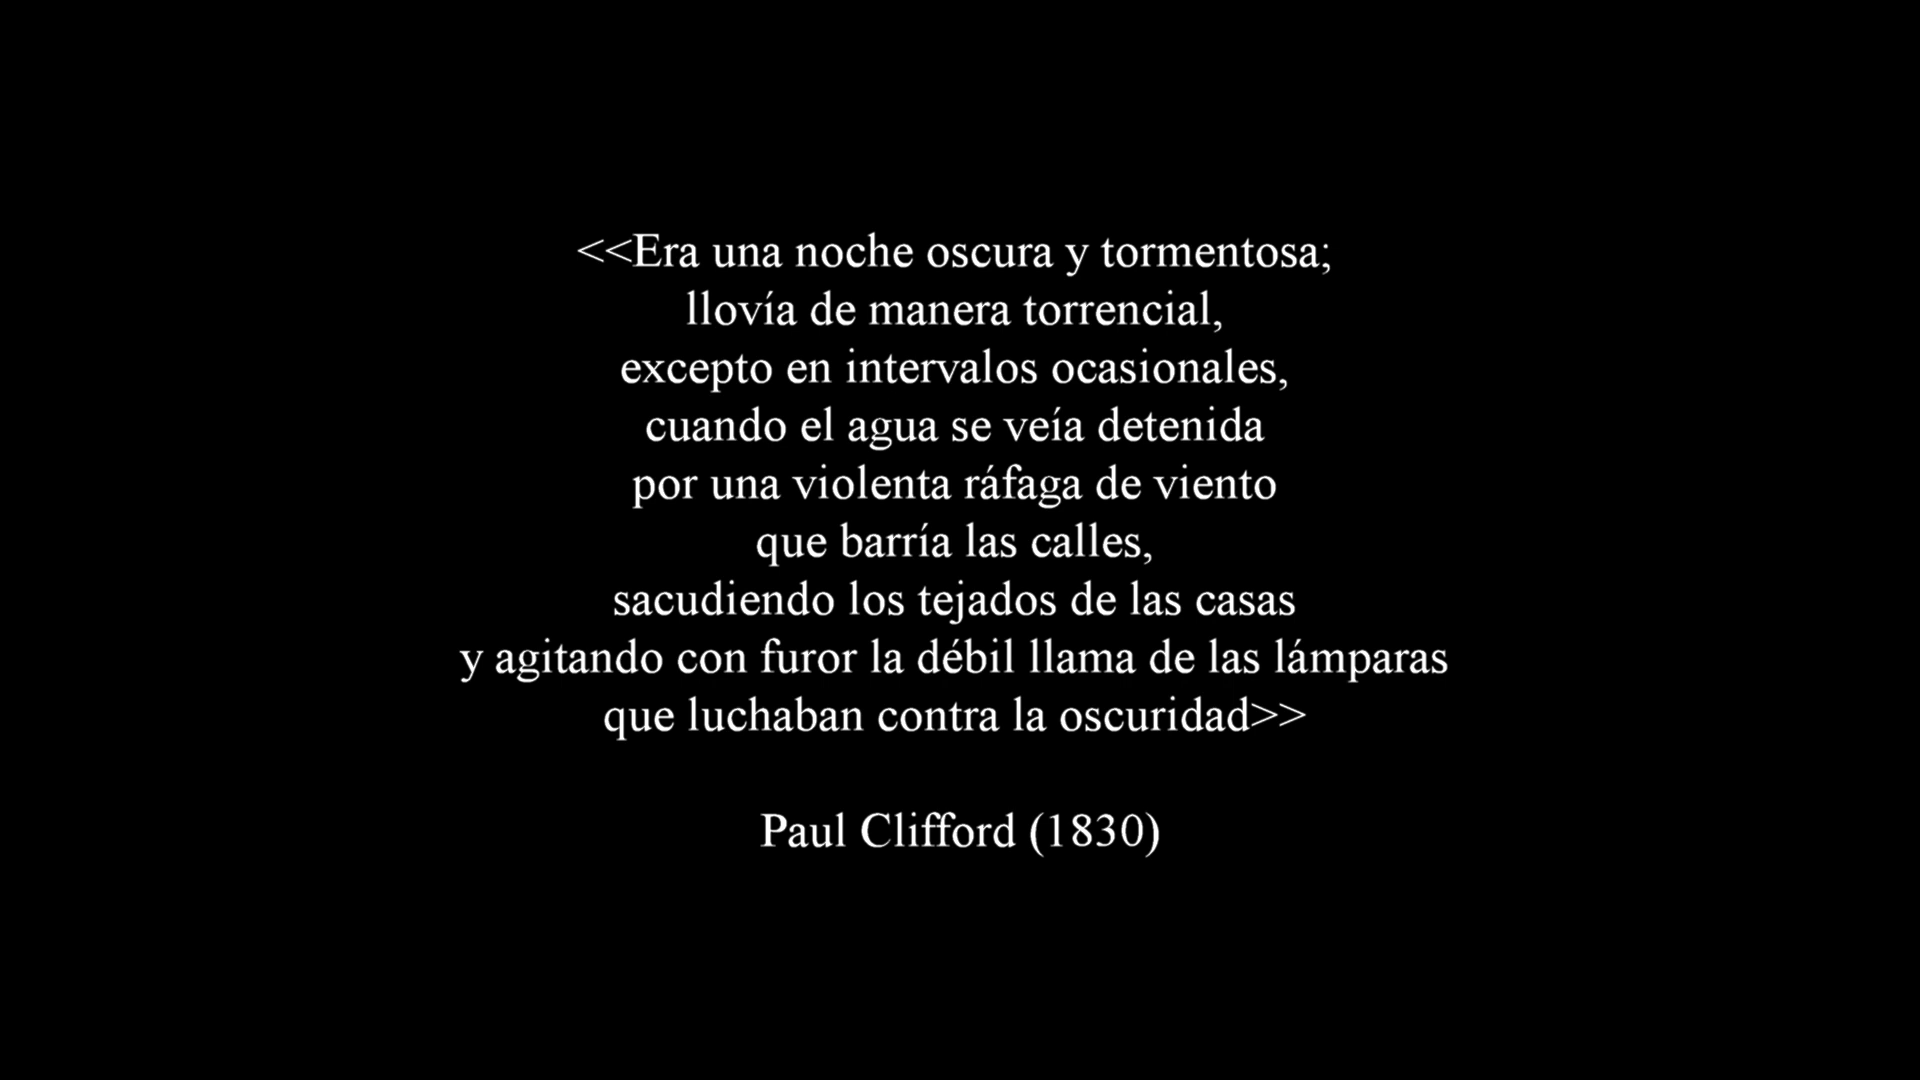 <<Era una noche oscura y tormentosa;
llovía de manera torrencial,
excepto en intervalos ocasionales,
cuando el agua se veía detenida
por una violenta ráfaga de viento
que barría las calles,
sacudiendo los tejados de las casas
y agitando con furor la débil llama de las lámparas
que luchaban contra la oscuridad>>
Paul Clifford (1830)